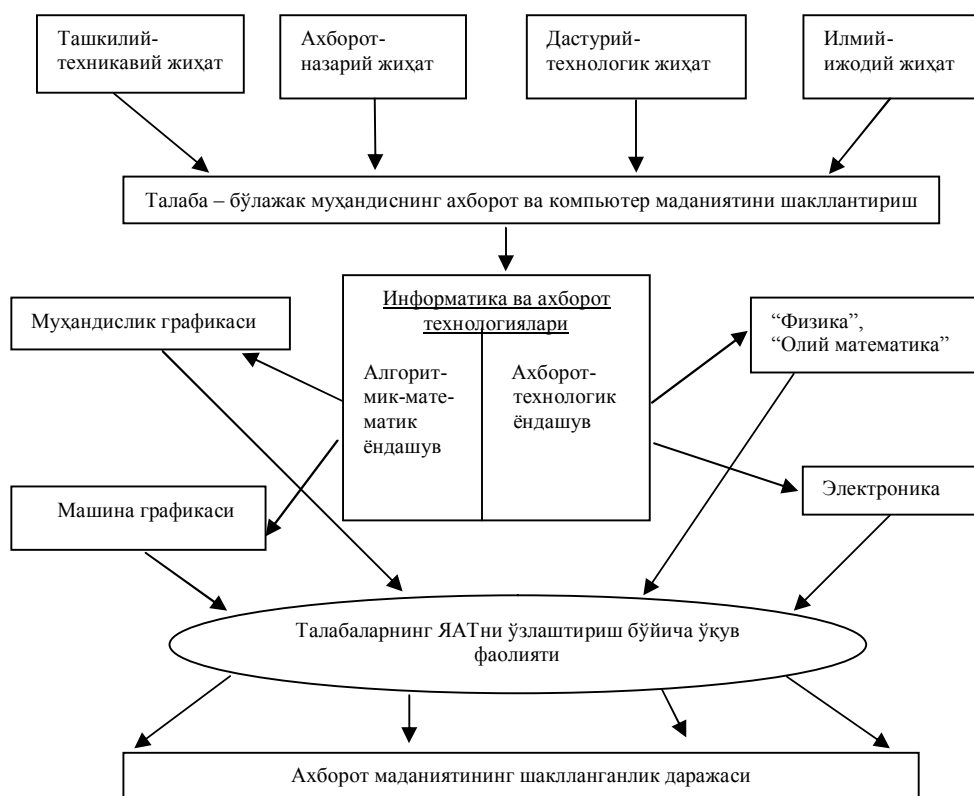 Ташкилий-
техникавий жиҳат
Ахборот-
назарий жиҳат
Дастурий-
технологик жиҳат
Илмий-
ижодий жиҳат
Талаба – бўлажак муҳандиснинг ахборот ва компьютер маданиятини шакллантириш
Информатика ва ахборот
технологиялари
Муҳандислик графикаси
“Физика”,
“Олий математика”
Алгорит-
мик-мате-
матик
ёндашув
Ахборот-
технологик
ёндашув
Машина графикаси
Электроника
Талабаларнинг ЯАТни ўзлаштириш бўйича ўқув
фаолияти
Ахборот маданиятининг шаклланганлик даражаси